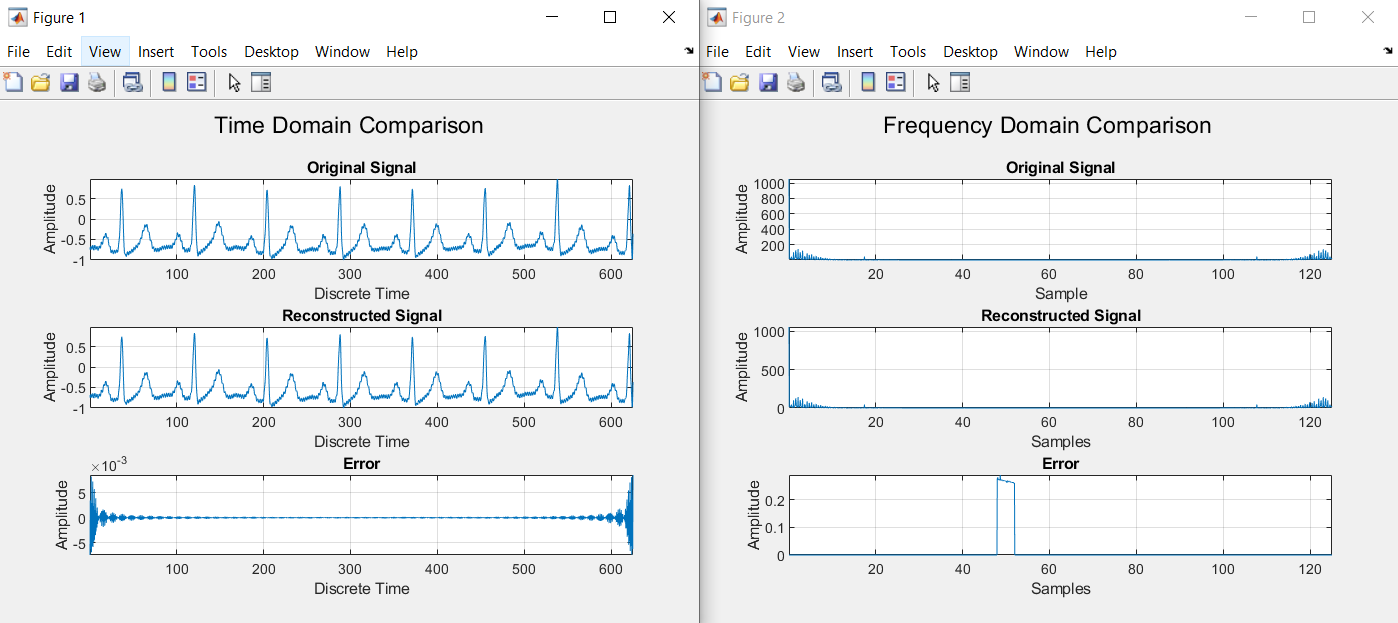 Figure 1
File Edit View Insert Tools Desktop Window Help
Time Domain Comparison
Original Signal
Amplitude
0.5
0
-0.5
-1
100 200 300 400 500 600
Discrete Time
Reconstructed Signal
Amplitude
0.5
0
-0.5
-1
100 200 300 400 500 600
Discrete Time
×10-3
Error
Amplitude
5
0
-5
100 200 300 400 500 600
Discrete Time
Figure 2
File Edit View Insert Tools Desktop Window Help
Frequency Domain Comparison
Original Signal
Amplitude
1000
800
600
400
200
20 40 60 80 100 120
Sample
Reconstructed Signal
Amplitude
1000
500
0
20 40 60 80 100 120
Samples
Error
Amplitude
0.2
0.1
0
20 40 60 80 100 120
Samples